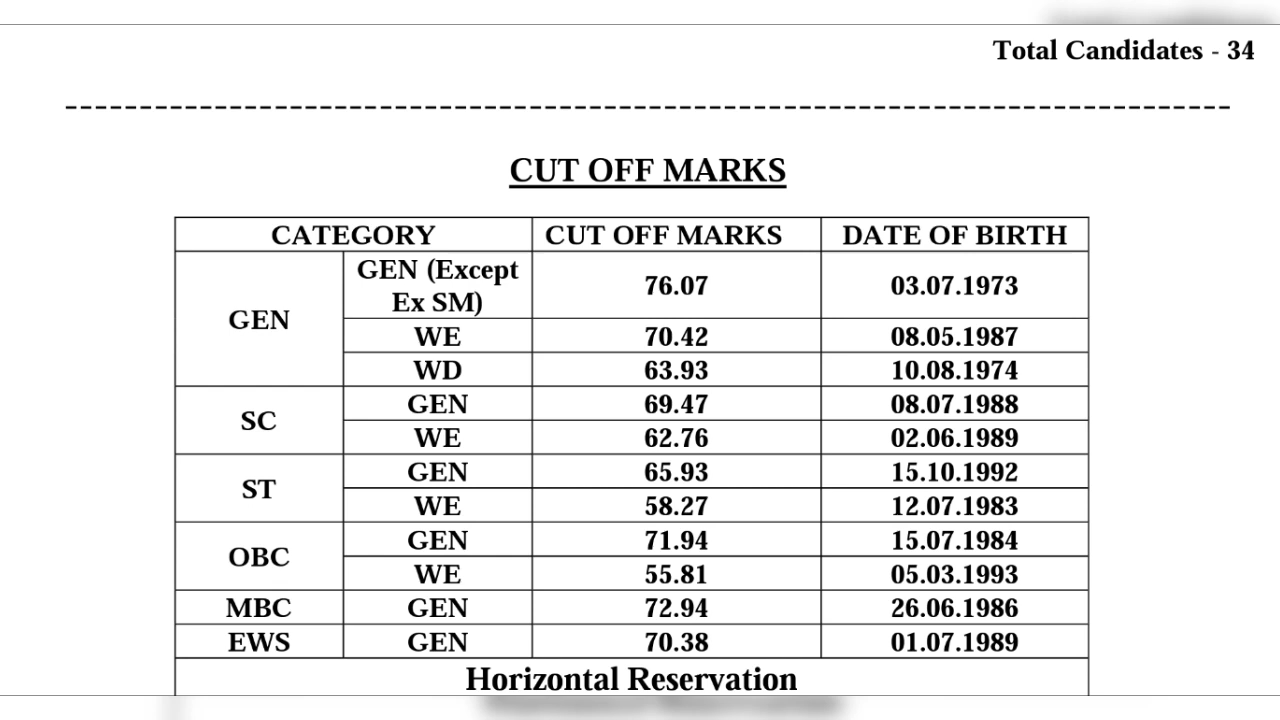 Total Candidates - 34
CUT OFF MARKS
CATEGORY CUT OFF MARKS DATE OF BIRTH
GEN GEN (Except Ex SM) 76.07 03.07.1973
WE 70.42 08.05.1987
WD 63.93 10.08.1974
SC GEN 69.47 08.07.1988
WE 62.76 02.06.1989
ST GEN 65.93 15.10.1992
WE 58.27 12.07.1983
OBC GEN 71.94 15.07.1984
WE 55.81 05.03.1993
MBC GEN 72.94 26.06.1986
EWS GEN 70.38 01.07.1989
Horizontal Reservation